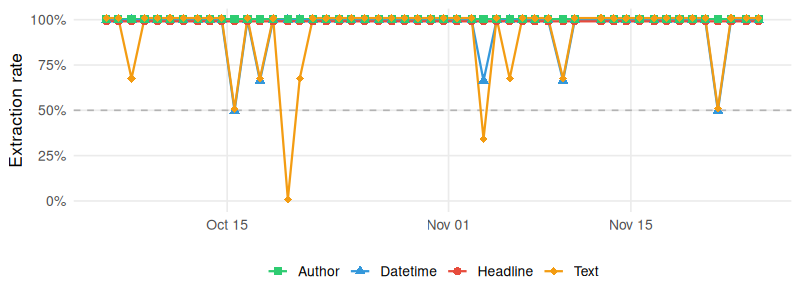 Extraction rate
100%
75%
50%
25%
0%
Oct 15 Nov 01 Nov 15
Author Datetime Headline Text